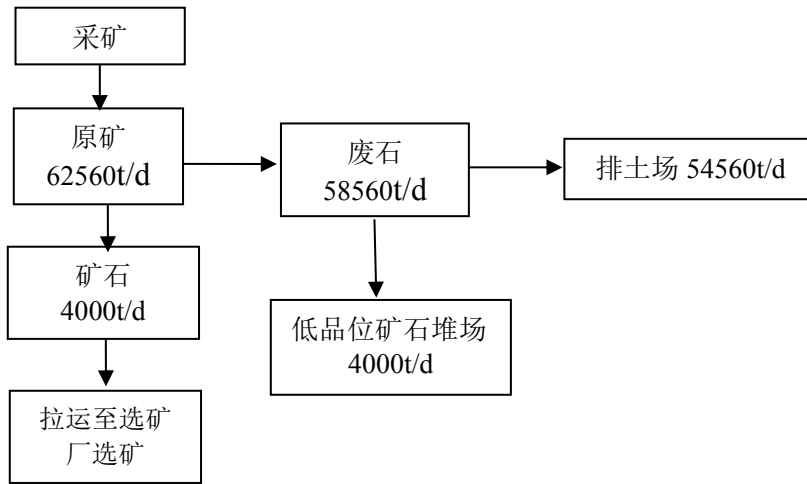 采矿
原矿
62560t/d
废石
58560t/d
排土场 54560t/d
矿石
4000t/d
低品位矿石堆场
4000t/d
拉运至选矿
厂选矿